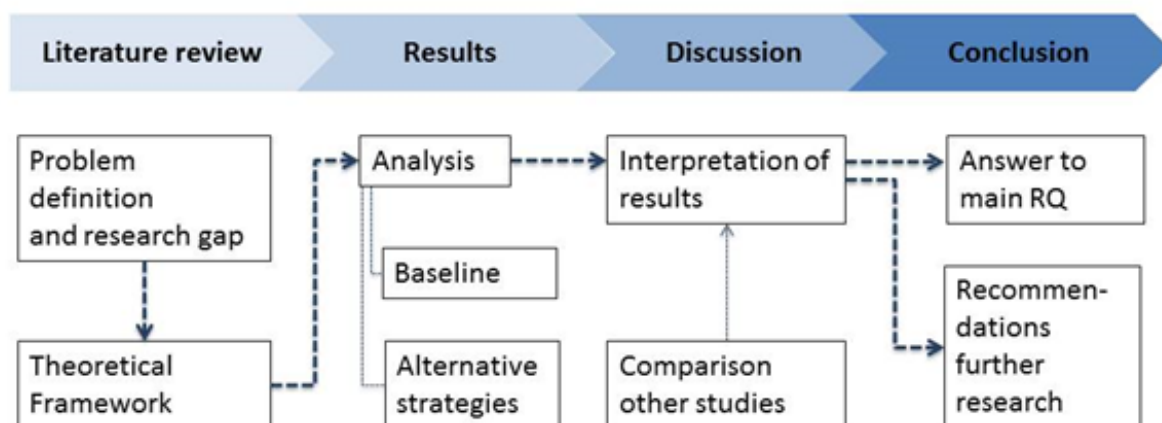 Literature review
Results
Discussion
Conclusion
Problem
definition
and research gap
Theoretical
Framework
Analysis
Baseline
Alternative
strategies
Interpretation of
results
Comparison
other studies
Answer to
main RQ
Recommen-
dations
further
research